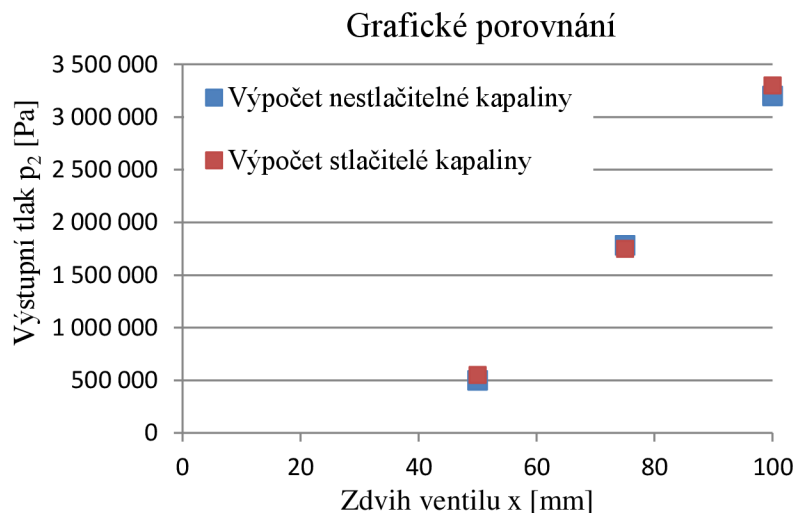 Grafické porovnání
Výstupní tlak p₂ [Pa]
3 500 000
3 000 000
2 500 000
2 000 000
1 500 000
1 000 000
500 000
0
Výpočet nestlačitelné kapaliny
Výpočet stlačitelé kapaliny
0 20 40 60 80 100
Zdvih ventilu x [mm]